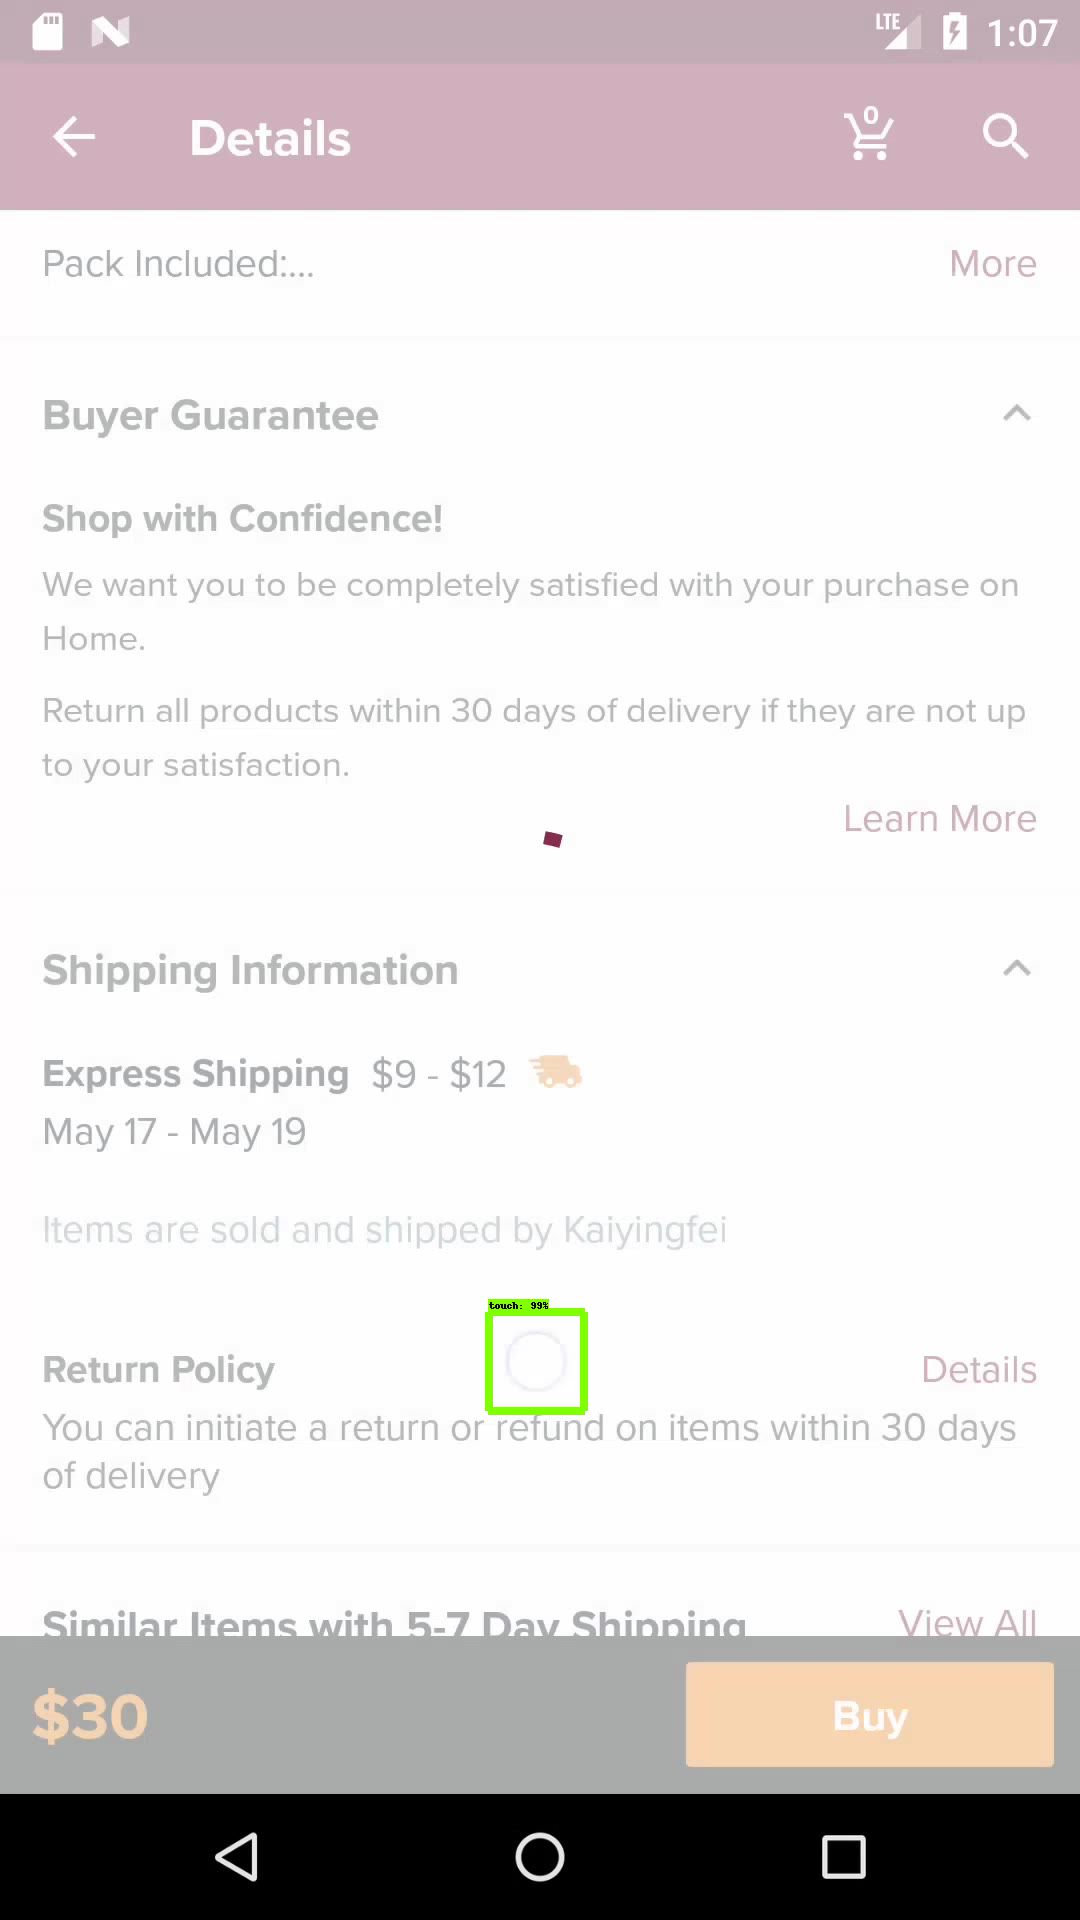 LTE 1:07
Details 0
Pack Included:... More
Buyer Guarantee
Shop with Confidence!
We want you to be completely satisfied with your purchase on
Home.
Return all products within 30 days of delivery if they are not up
to your satisfaction.
Learn More
Shipping Information
Express Shipping $9 - $12
May 17 - May 19
Items are sold and shipped by Kaiyingfei
touch: 99%
Return Policy Details
You can initiate a return or refund on items within 30 days
of delivery
Similar Items with 5-7 Day Shipping View All
$30 Buy